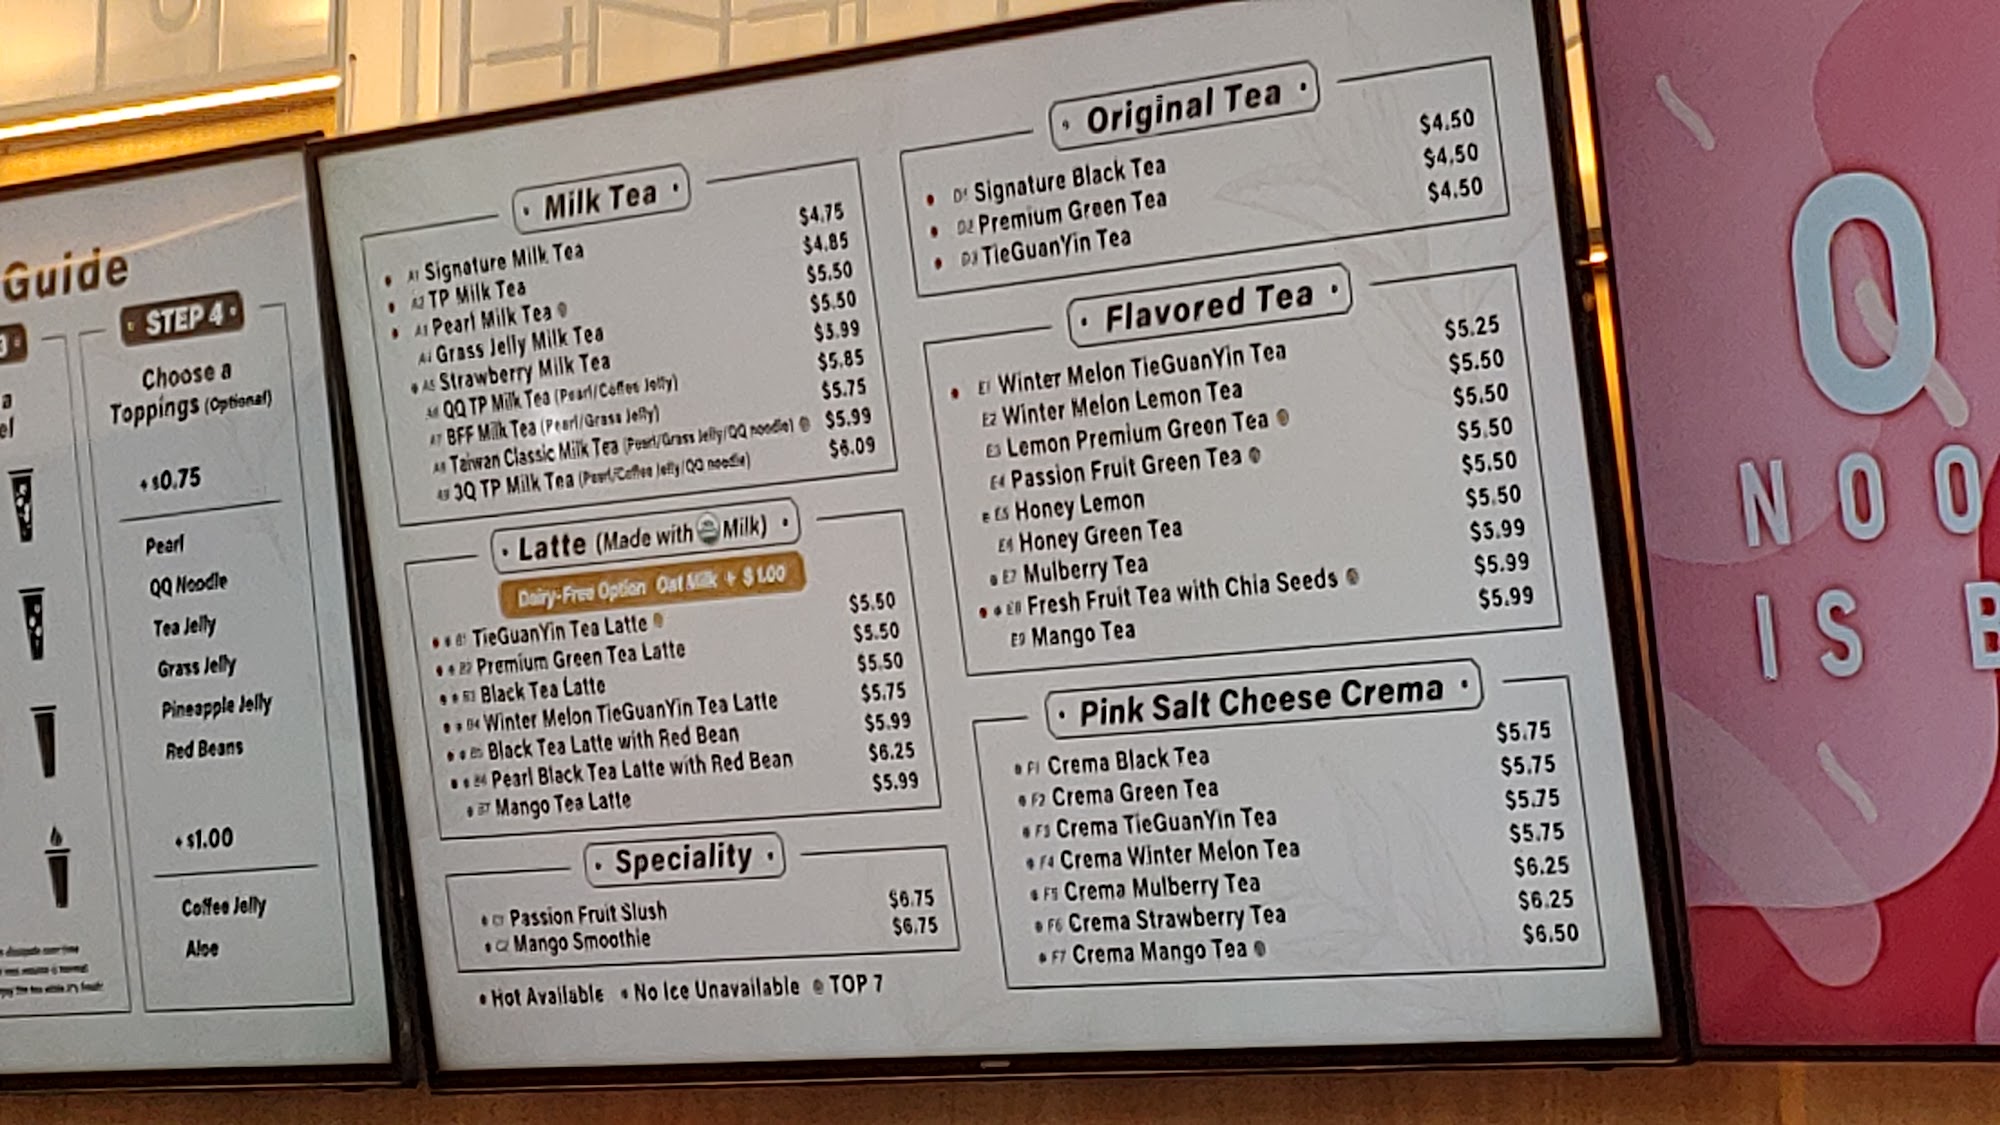 Guide
STEP 4
Choose a
Toppings (Optional)
+$0.75
Pearl
QQ Noodle
Tea Jelly
Grass Jelly
Pineapple Jelly
Red Beans
+$1.00
Coffee Jelly
Aloe
Milk Tea
A1 Signature Milk Tea $4.75
A2 TP Milk Tea $4.85
Pearl Milk Tea $5.50
Grass Jelly Milk Tea $5.50
A5 Strawberry Milk Tea $5.99
A6 QQ TP Milk Tea (Pearl/Coffee Jelly) $5.85
A7 BFF Milk Tea (Pearl/Grass Jelly) $5.75
A8 Taiwan Classic Milk Tea (Pearl/Grass Jelly/QQ noodle) $5.99
A9 3Q TP Milk Tea (Pearl/Coffee Jelly/QQ noodle) $6.09
Latte (Made with Milk)
Dairy-Free Option Oat Milk + $1.00
B1 TieGuanYin Tea Latte $5.50
B2 Premium Green Tea Latte $5.50
B3 Black Tea Latte $5.50
B4 Winter Melon TieGuanYin Tea Latte $5.75
B5 Black Tea Latte with Red Bean $5.99
B6 Pearl Black Tea Latte with Red Bean $6.25
B7 Mango Tea Latte $5.99
Speciality
C1 Passion Fruit Slush $6.75
C2 Mango Smoothie $6.75
Hot Available No Ice Unavailable TOP 7
Original Tea
D1 Signature Black Tea $4.50
D2 Premium Green Tea $4.50
D3 TieGuanYin Tea $4.50
Flavored Tea
E1 Winter Melon TieGuanYin Tea $5.25
E2 Winter Melon Lemon Tea $5.50
E3 Lemon Premium Green Tea $5.50
E4 Passion Fruit Green Tea $5.50
E5 Honey Lemon $5.50
Honey Green Tea $5.50
E7 Mulberry Tea $5.99
E8 Fresh Fruit Tea with Chia Seeds $5.99
E9 Mango Tea $5.99
Pink Salt Cheese Crema
F1 Crema Black Tea $5.75
F2 Crema Green Tea $5.75
F3 Crema TieGuanYin Tea $5.75
F4 Crema Winter Melon Tea $5.75
F5 Crema Mulberry Tea $6.25
F6 Crema Strawberry Tea $6.25
F7 Crema Mango Tea $6.50
Q
NOO
IS B